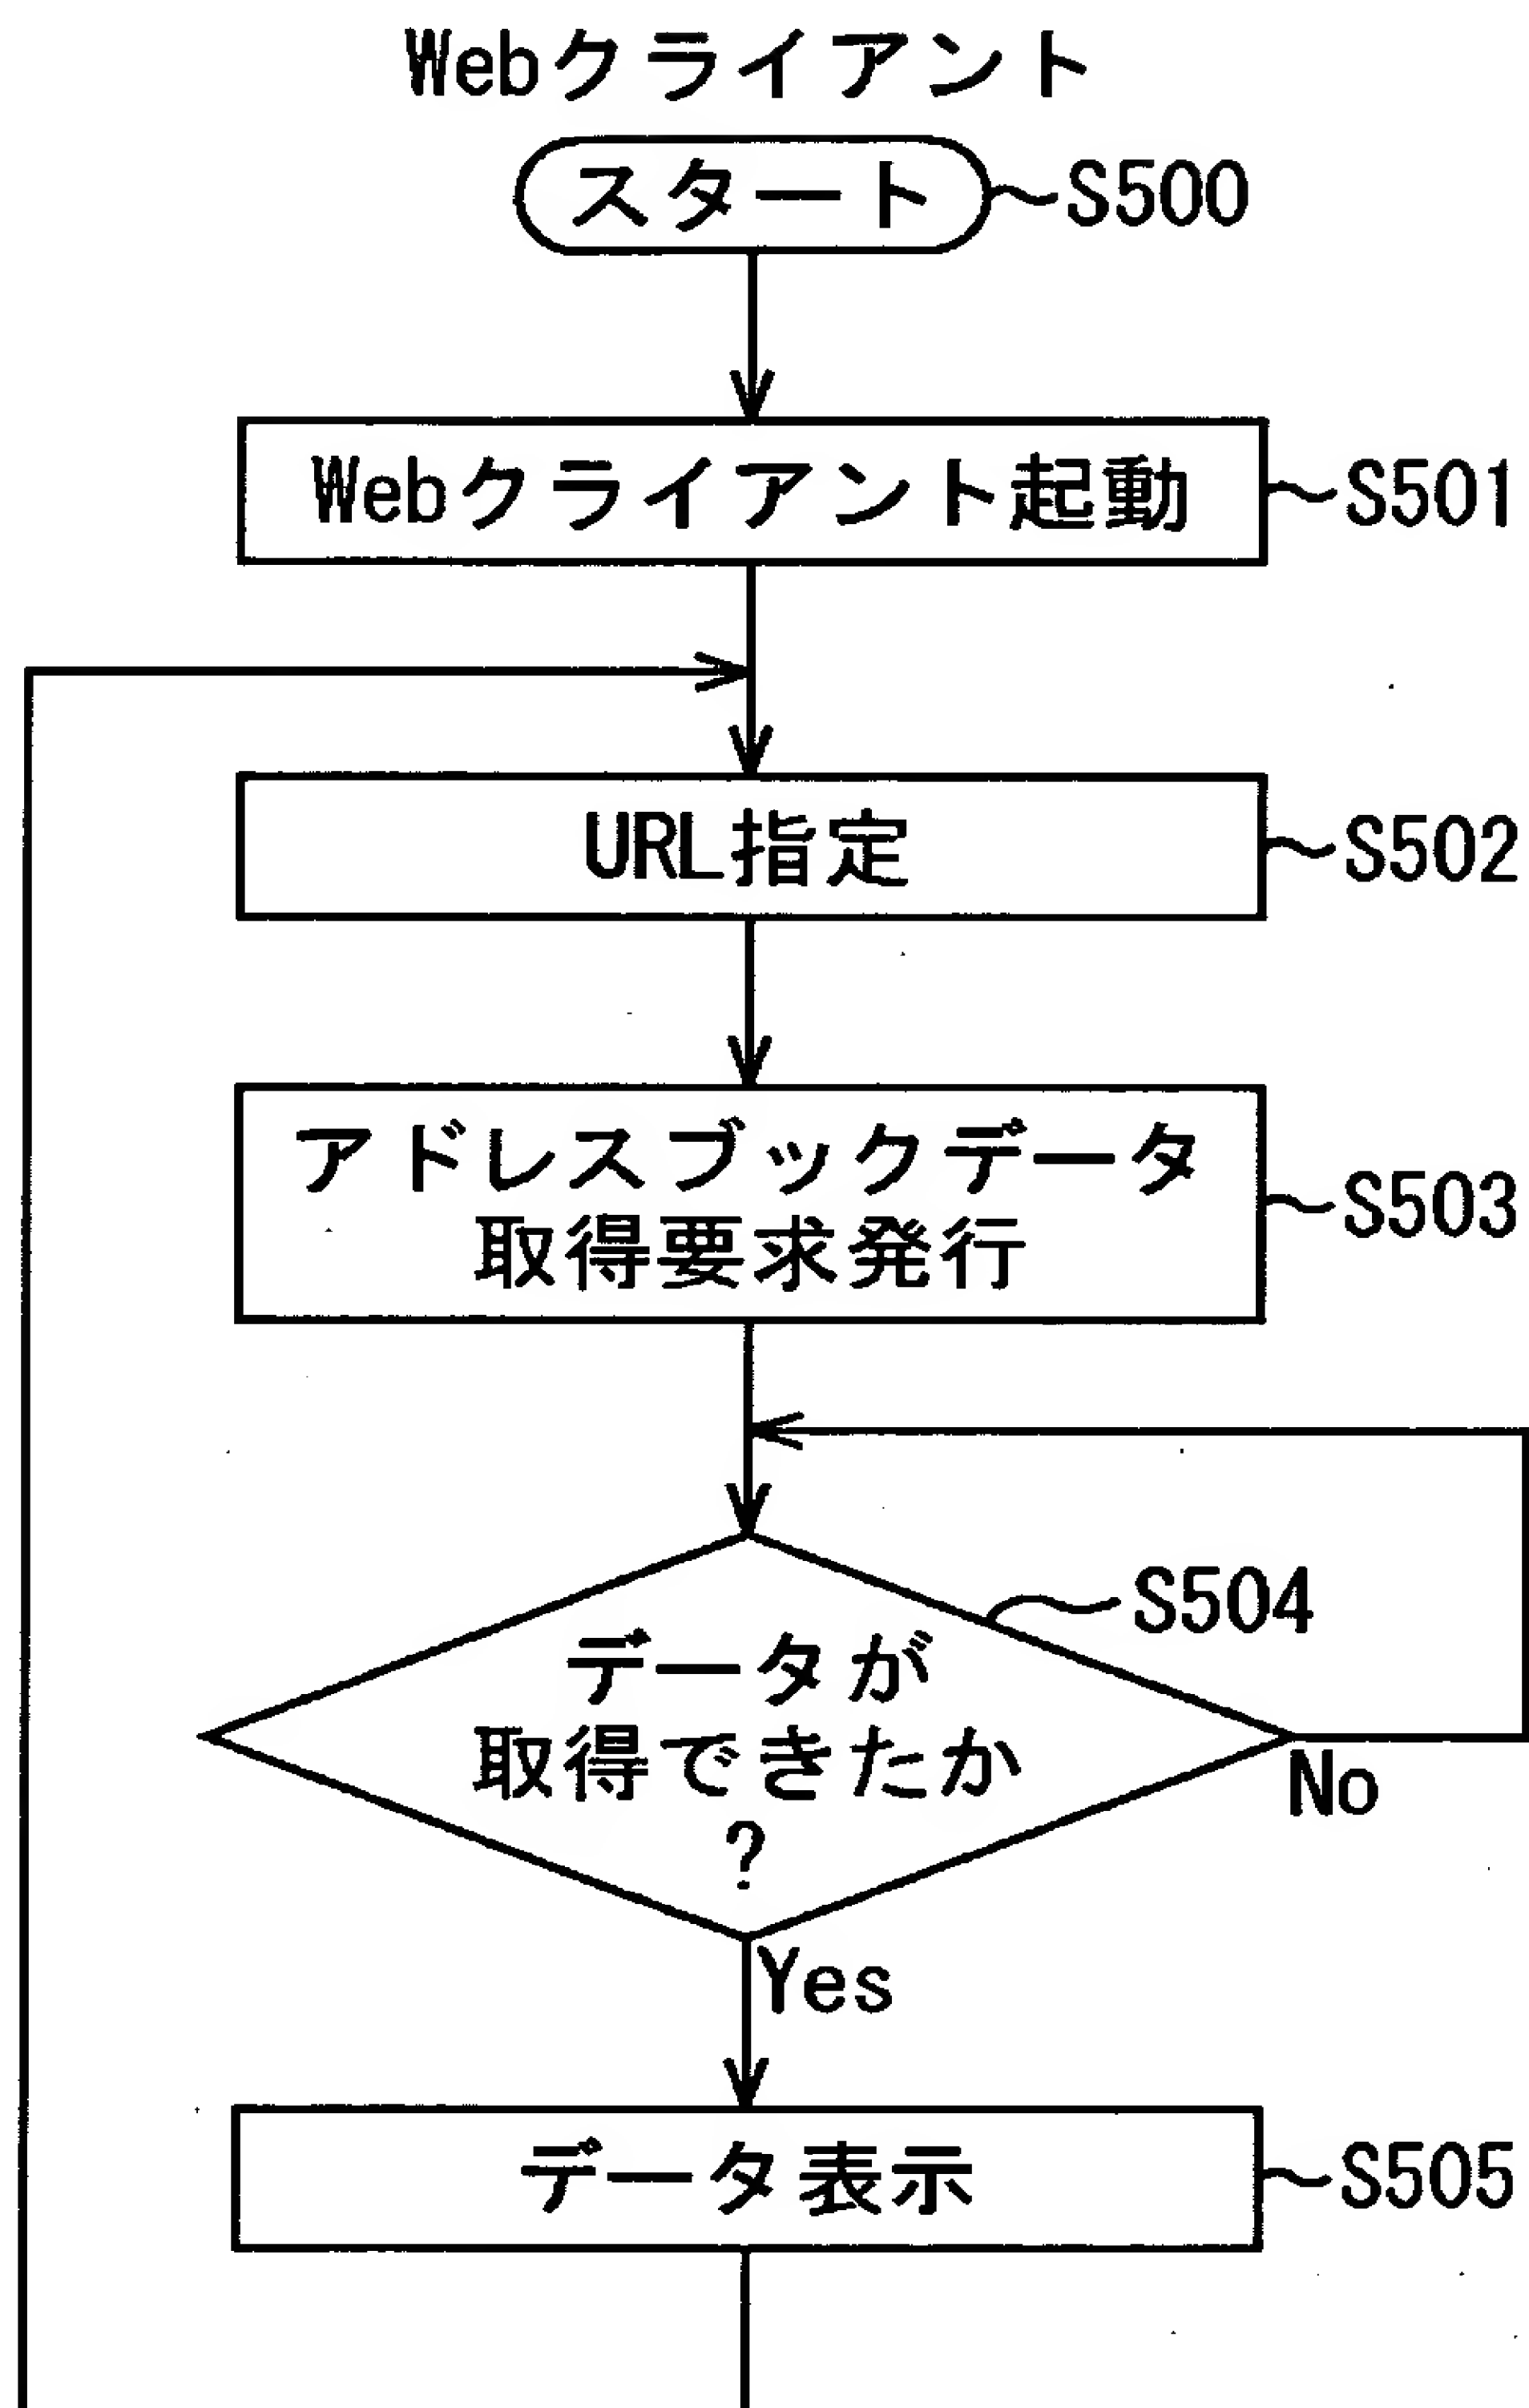 Webクライアント
スタート
S500
Webクライアント起動
S501
URL指定
S502
アドレスブックデータ
取得要求発行
S503
S504
データが
取得できたか
?
No
Yes
データ表示
S505